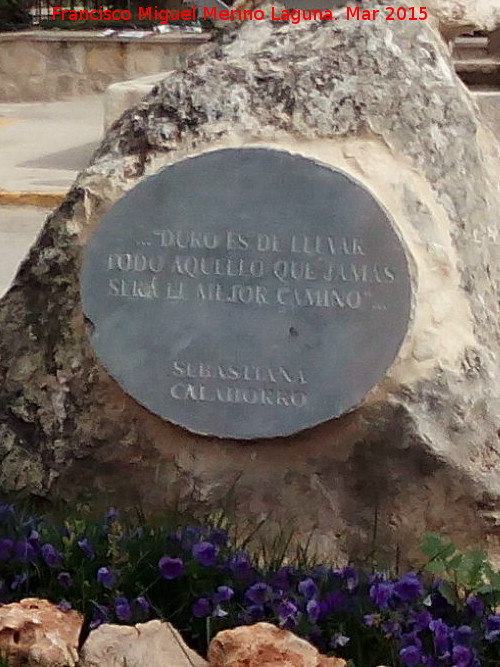 Francisco Miguel Merino Laguna. Mar 2015
..."DURO ES DE LLEVAR
TODO AQUELLO QUE JAMAS
SERÁ EL MEJOR CAMINO"...
SEBASTIANA
CALAHORRO